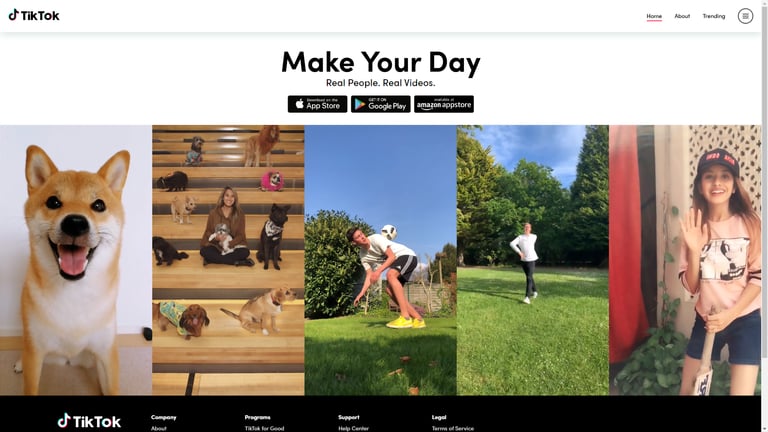 TikTok
Home
About
Trending
Make Your Day
Real People. Real Videos.
Download on the
App Store
GET IT ON
Google Play
available at
amazon appstore
TikTok
Company
Programs
Support
Legal
About
TikTok for Good
Help Center
Terms of Service